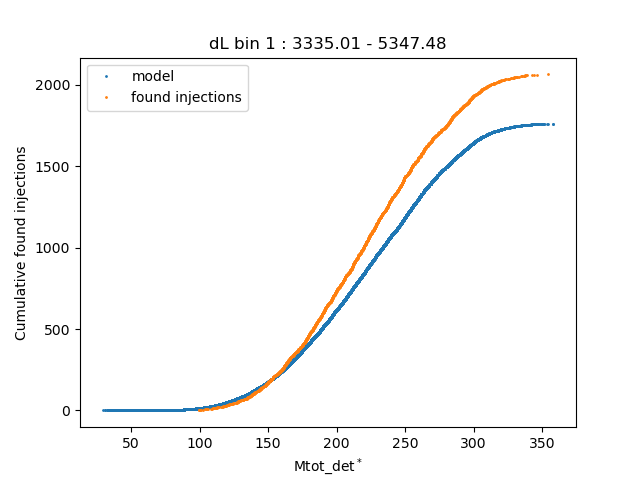 dL bin 1 : 3335.01 - 5347.48
model
found injections
2000
1500
1000
500
0
Cumulative found injections
50 100 150 200 250 300 350
Mtot_det*